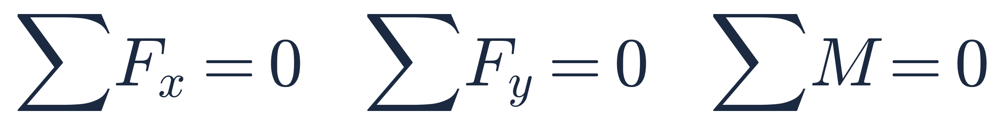 ∑F_x = 0 ∑F_y = 0 ∑M = 0